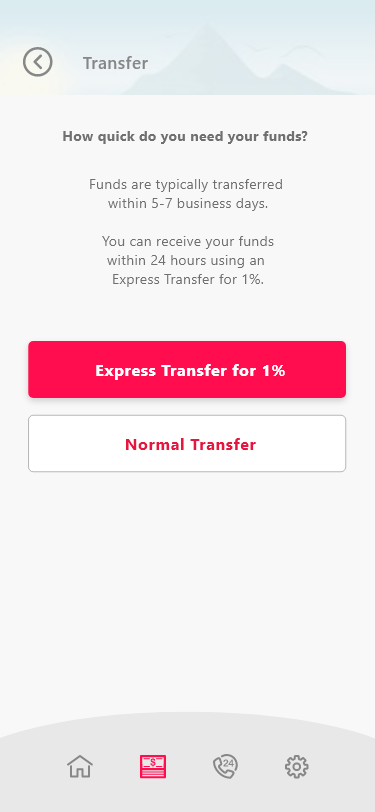 Transfer
How quick do you need your funds?
Funds are typically transferred
within 5-7 business days.
You can receive your funds
within 24 hours using an
Express Transfer for 1%.
Express Transfer for 1%
Normal Transfer
$
24